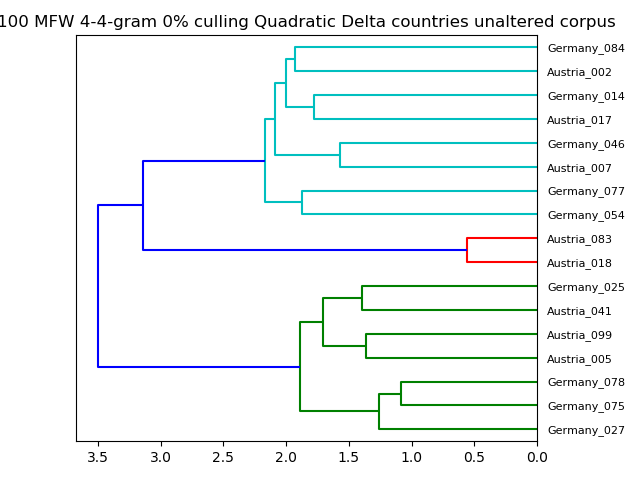 100 MFW 4-4-gram 0% culling Quadratic Delta countries unaltered corpus
Germany_084
Austria_002
Germany_014
Austria_017
Germany_046
Austria_007
Germany_077
Germany_054
Austria_083
Austria_018
Germany_025
Austria_041
Austria_099
Austria_005
Germany_078
Germany_075
Germany_027
3.5 3.0 2.5 2.0 1.5 1.0 0.5 0.0